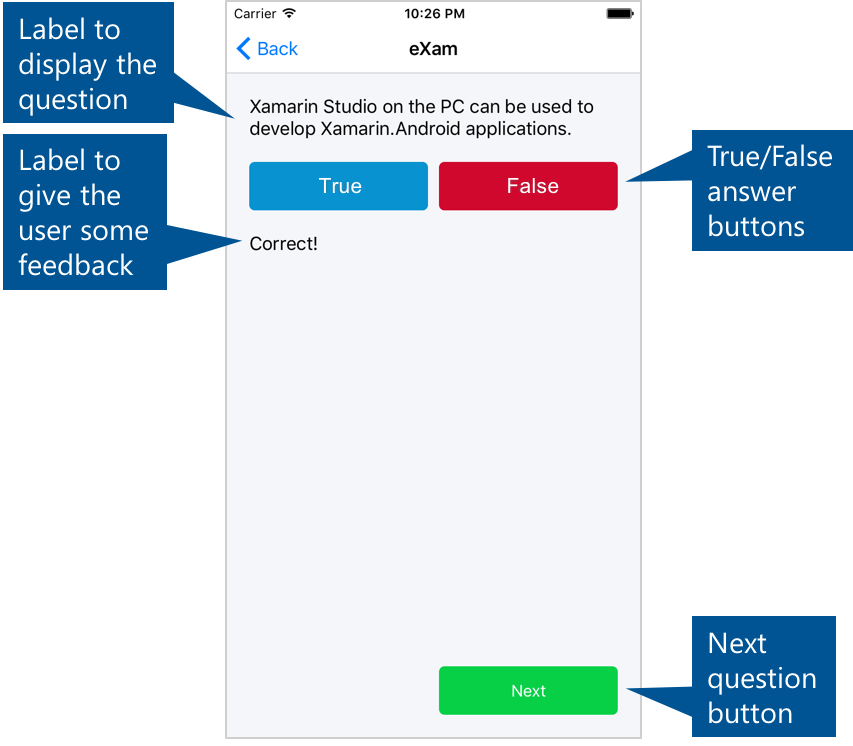 Label to
display the
question
Label to
give the
user some
feedback
Carrier
10:26 PM
Back
eXam
Xamarin Studio on the PC can be used to
develop Xamarin.Android applications.
True
False
Correct!
Next
True/False
answer
buttons
Next
question
button